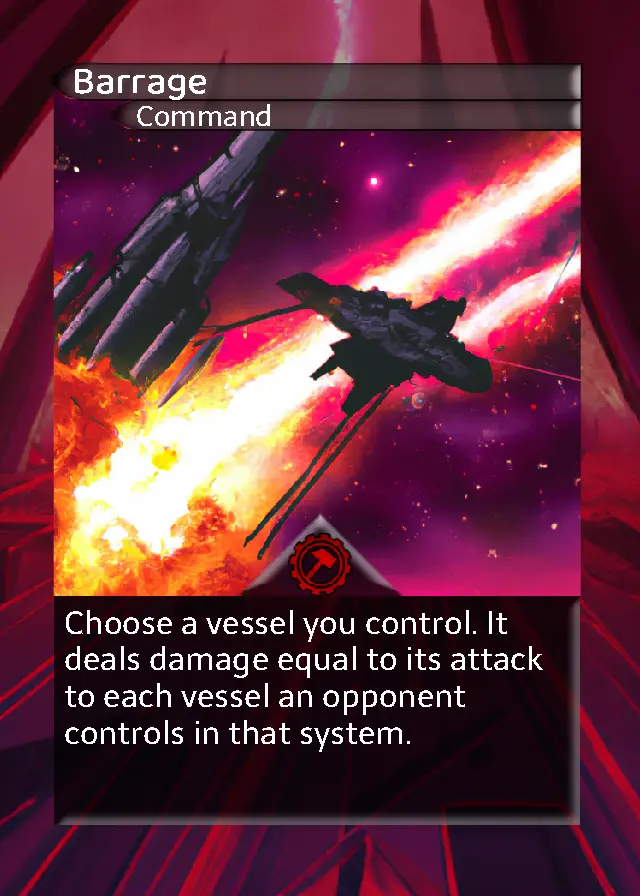 Barrage
Command
Choose a vessel you control. It
deals damage equal to its attack
to each vessel an opponent
controls in that system.